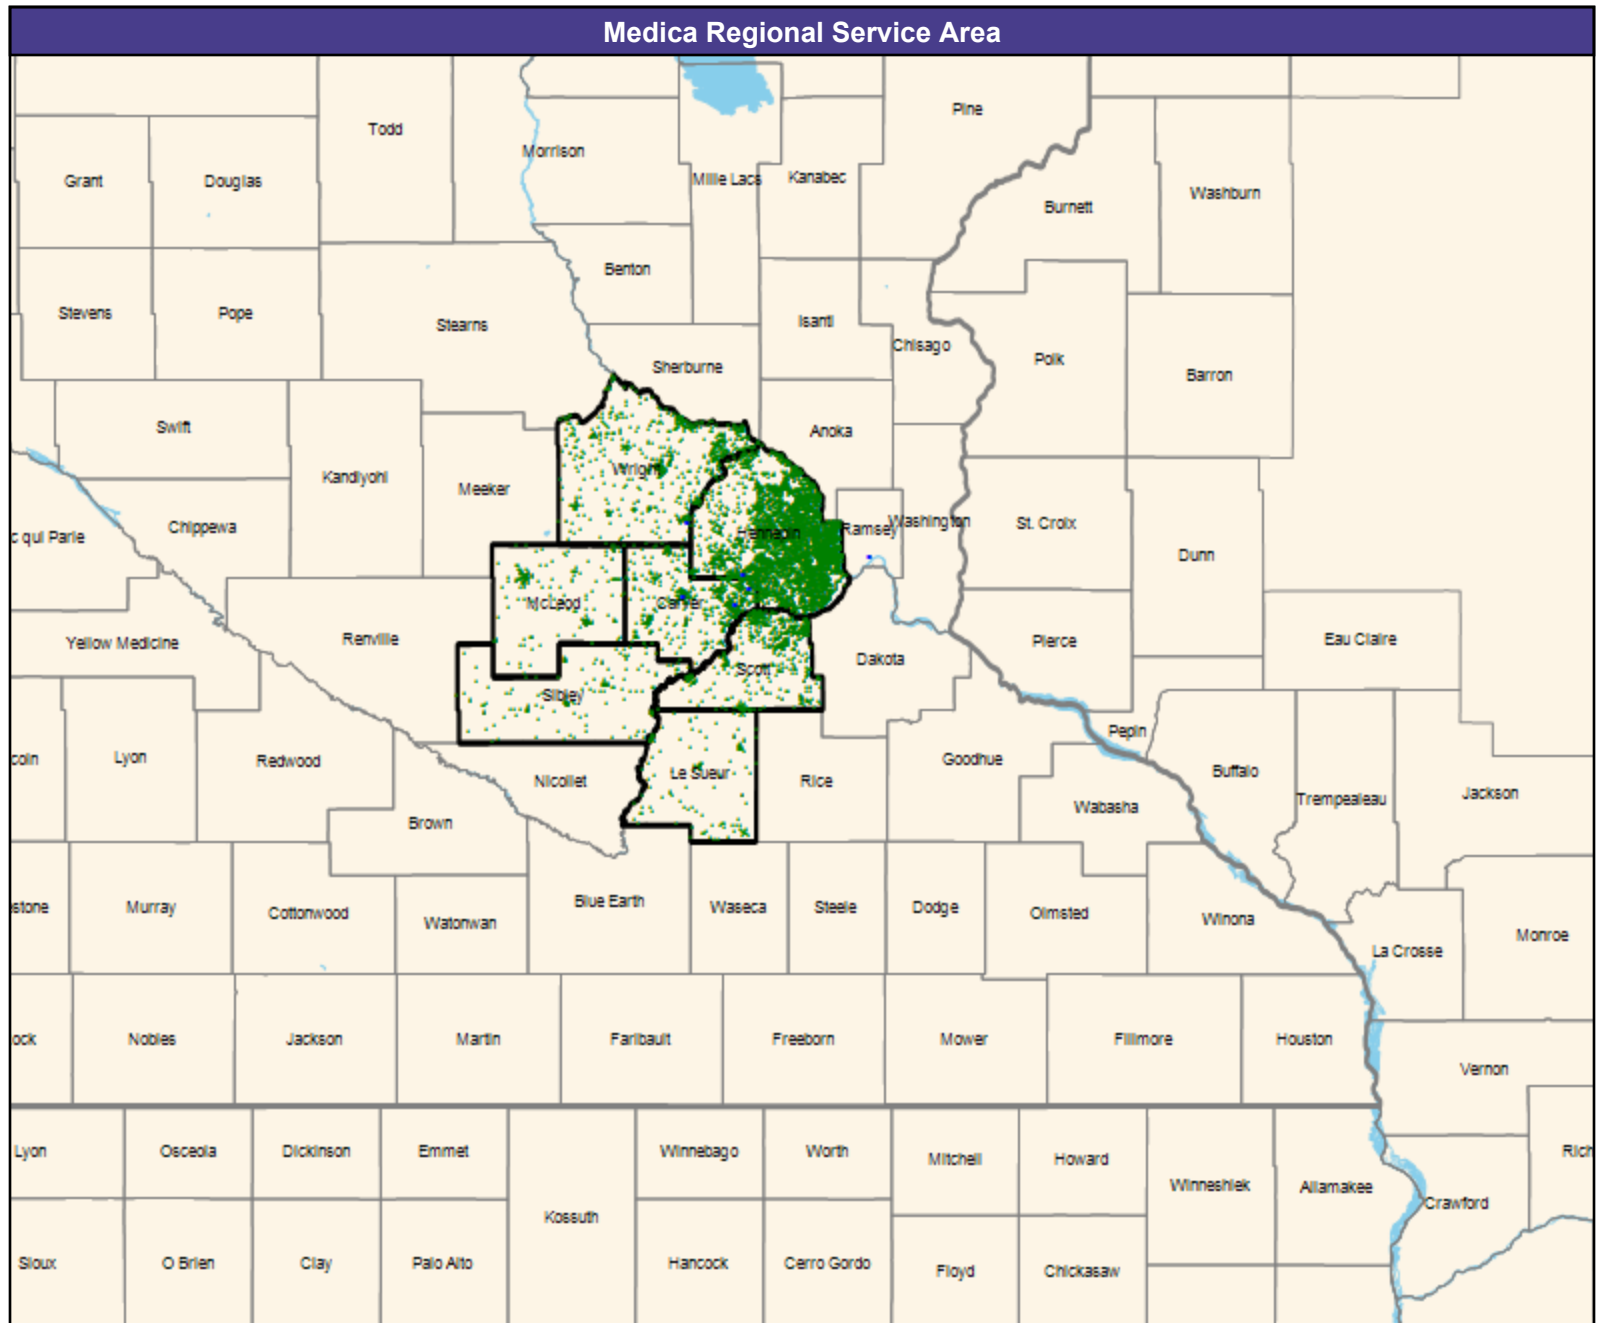 Medica Regional Service Area
Pine
Todd
Morrison
Mille Lacs
Kanabec
Grant
Douglas
Washburn
Burnett
Benton
Stevens
Pope
Stearns
Isanti
Chisago
Polk
Barron
Sherburne
Swift
Anoka
Wright
Kandiyohi
Meeker
Chippewa
c qui Parle
Hennepin
Ramsey
Washington
St. Croix
Dunn
McLeod
Carver
Yellow Medicine
Renville
Pierce
Eau Claire
Dakota
Scott
Sibley
Pepin
coln
Lyon
Redwood
Nicollet
Le Sueur
Rice
Goodhue
Buffalo
Trempealeau
Jackson
Wabasha
Brown
stone
Murray
Cottonwood
Watonwan
Blue Earth
Waseca
Steele
Dodge
Olmsted
Winona
La Crosse
Monroe
ock
Nobles
Jackson
Martin
Faribault
Freeborn
Mower
Fillmore
Houston
Vernon
Lyon
Osceola
Dickinson
Emmet
Winnebago
Worth
Mitchell
Howard
Winneshiek
Allamakee
Crawford
Rich
Kossuth
Sioux
O Brien
Clay
Palo Alto
Hancock
Cerro Gordo
Floyd
Chickasaw